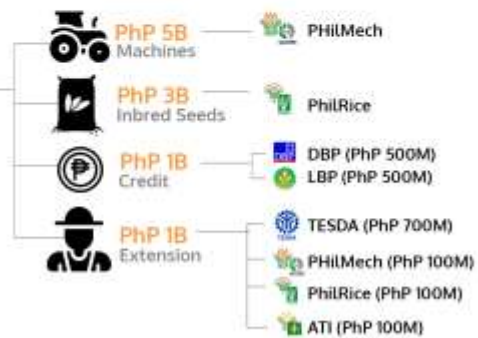 PhP 5B
Machines
PHilMech
PhP 3B
Inbred Seeds
PhilRice
PhP 1B
Credit
DBP (PhP 500M)
LBP (PhP 500M)
PhP 1B
Extension
TESDA (PhP 700M)
PHilMech (PhP 100M)
PhilRice (PhP 100M)
ATI (PhP 100M)